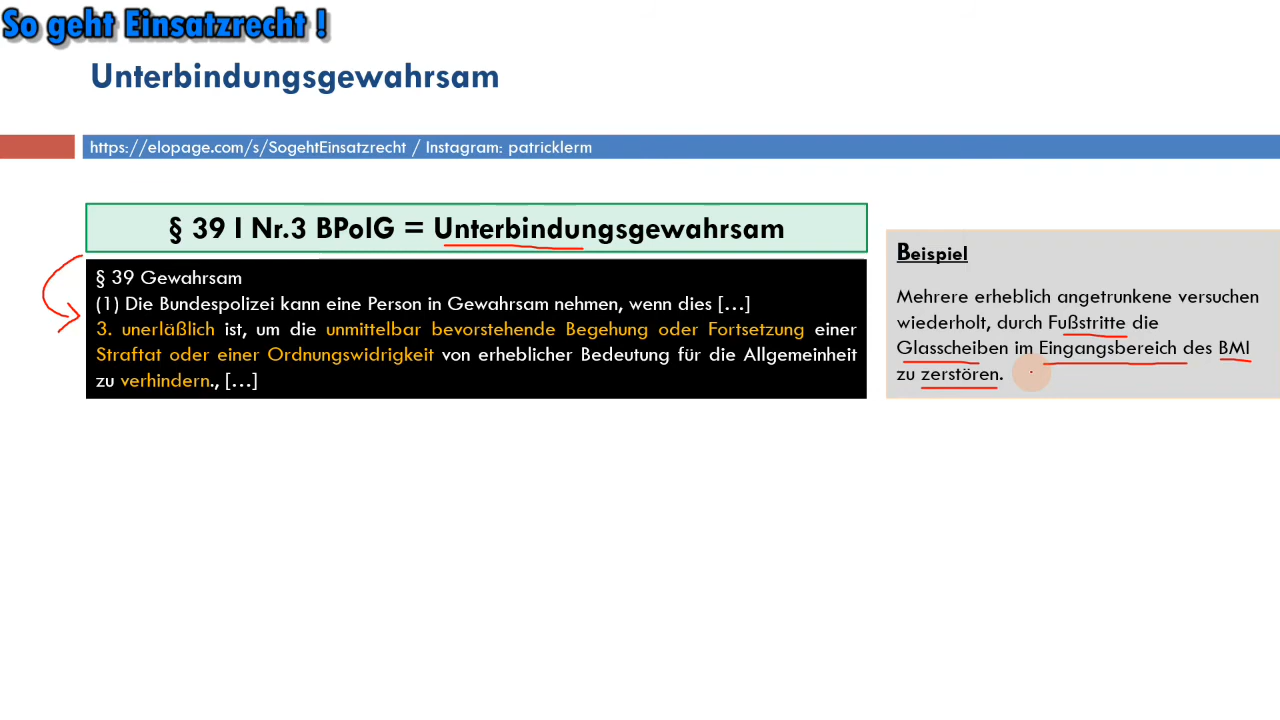 So geht Einsatzrecht !
Unterbindungsgewahrsam
https://elopage.com/s/SogehtEinsatzrecht / Instagram: patricklerm
§ 39 I Nr.3 BPolG = Unterbindungsgewahrsam
§ 39 Gewahrsam
(1) Die Bundespolizei kann eine Person in Gewahrsam nehmen, wenn dies […]
3. unerläßlich ist, um die unmittelbar bevorstehende Begehung oder Fortsetzung einer
Straftat oder einer Ordnungswidrigkeit von erheblicher Bedeutung für die Allgemeinheit
zu verhindern., […]
Beispiel
Mehrere erheblich angetrunkene versuchen
wiederholt, durch Fußstritte die
Glasscheiben im Eingangsbereich des BMI
zu zerstören.